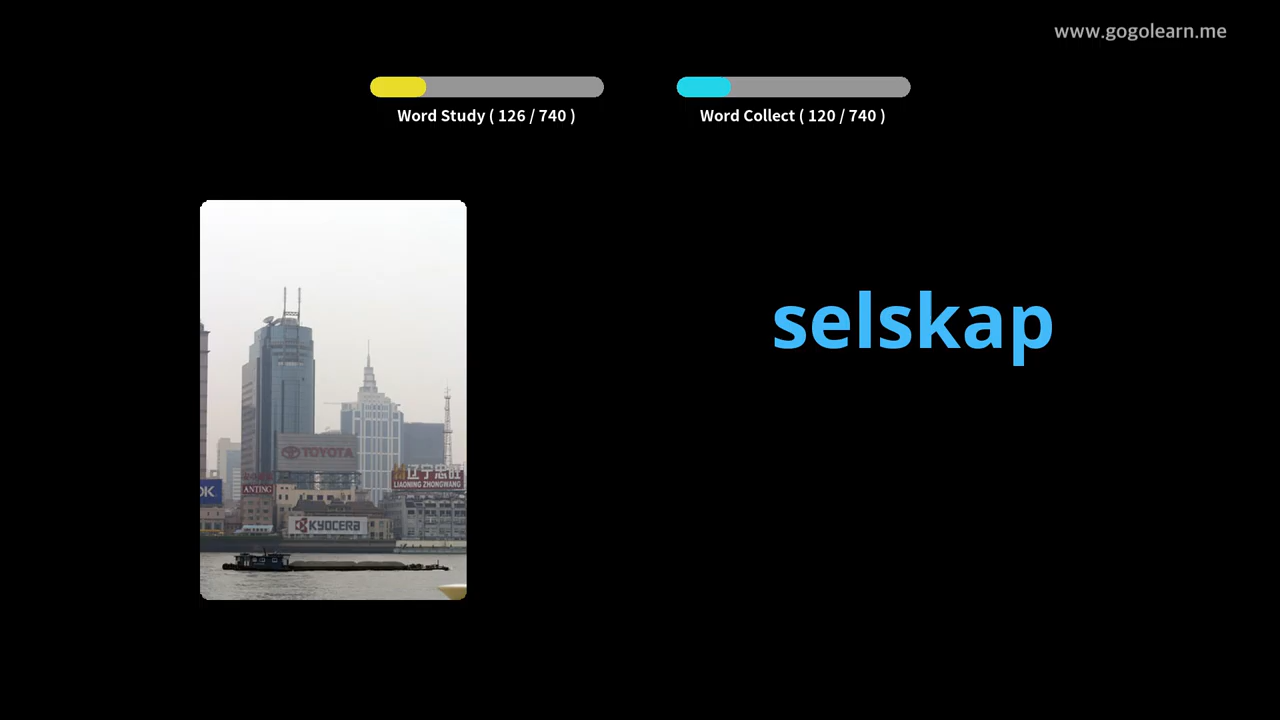 www.gogolearn.me
Word Study ( 126 / 740 )
Word Collect ( 120 / 740 )
selskap
TOYOTA
辽宁忠旺
LIAONING ZHONGWANG
OK
ANTING
KYOCERA